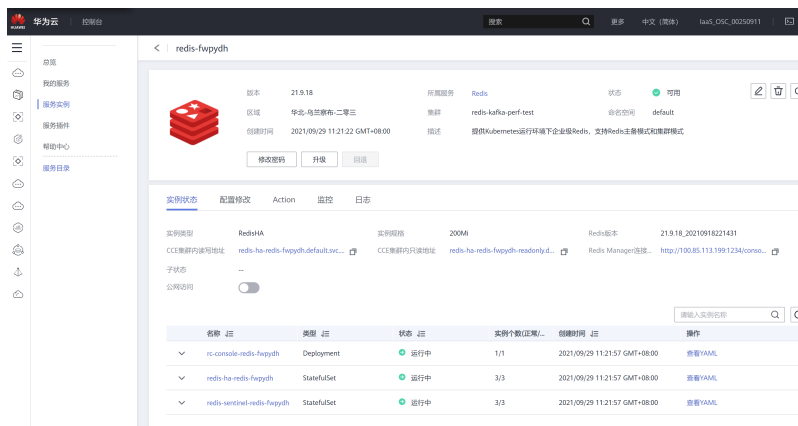 HUAWEI 华为云 控制台 搜索 更多 中文 (简体) IaaS_OSC_00250911
redis-fwpydh
总览
我的服务
服务实例
服务插件
帮助中心
服务目录
版本 21.9.18 所属服务 Redis 状态 可用
区域 华北-乌兰察布-二零三 集群 redis-kafka-perf-test 命名空间 default
创建时间 2021/09/29 11:21:22 GMT+08:00 描述 提供Kubernetes运行环境下企业级Redis、支持Redis主备模式和集群模式
修改密码 升级 回退
实例状态 配置修改 Action 监控 日志
实例类型 RedisHA 实例规格 200Mi Redis版本 21.9.18_20210918221431
CCE集群内读写地址 redis-ha-redis-fwpydh.default.svc.... CCE集群内只读地址 redis-ha-redis-fwpydh-readonly.d... Redis Manager连接... http://100.85.113.199:1234/conso...
子状态 --
公网访问
请输入实例名称
名称 类型 状态 实例个数(正常/... 创建时间 操作
rc-console-redis-fwpydh Deployment 运行中 1/1 2021/09/29 11:21:57 GMT+08:00 查看YAML
redis-ha-redis-fwpydh StatefulSet 运行中 3/3 2021/09/29 11:21:57 GMT+08:00 查看YAML
redis-sentinel-redis-fwpydh StatefulSet 运行中 3/3 2021/09/29 11:21:57 GMT+08:00 查看YAML